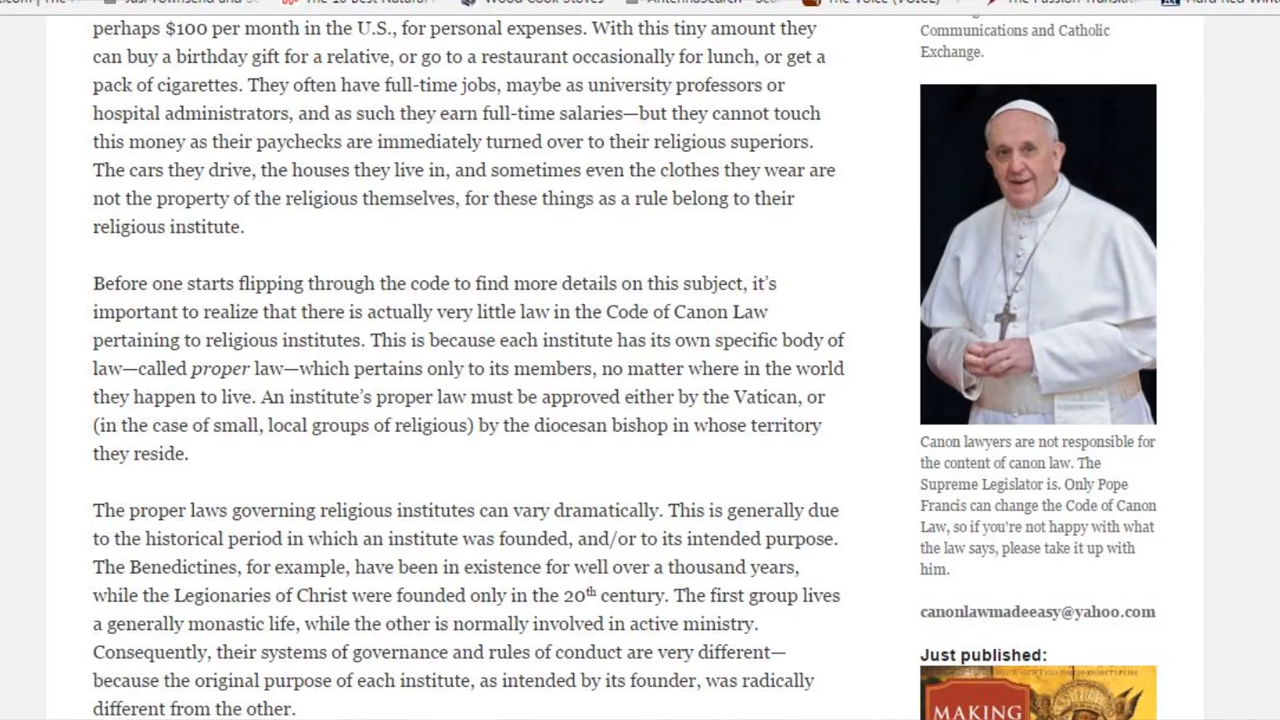 The Passion Transla
perhaps $100 per month in the U.S., for personal expenses. With this tiny amount they
can buy a birthday gift for a relative, or go to a restaurant occasionally for lunch, or get a
pack of cigarettes. They often have full-time jobs, maybe as university professors or
hospital administrators, and as such they earn full-time salaries—but they cannot touch
this money as their paychecks are immediately turned over to their religious superiors.
The cars they drive, the houses they live in, and sometimes even the clothes they wear are
not the property of the religious themselves, for these things as a rule belong to their
religious institute.
Before one starts flipping through the code to find more details on this subject, it’s
important to realize that there is actually very little law in the Code of Canon Law
pertaining to religious institutes. This is because each institute has its own specific body of
law—called proper law—which pertains only to its members, no matter where in the world
they happen to live. An institute’s proper law must be approved either by the Vatican, or
(in the case of small, local groups of religious) by the diocesan bishop in whose territory
they reside.
The proper laws governing religious institutes can vary dramatically. This is generally due
to the historical period in which an institute was founded, and/or to its intended purpose.
The Benedictines, for example, have been in existence for well over a thousand years,
while the Legionaries of Christ were founded only in the 20th century. The first group lives
a generally monastic life, while the other is normally involved in active ministry.
Consequently, their systems of governance and rules of conduct are very different—
because the original purpose of each institute, as intended by its founder, was radically
different from the other.
Communications and Catholic
Exchange.
Canon lawyers are not responsible for
the content of canon law. The
Supreme Legislator is. Only Pope
Francis can change the Code of Canon
Law, so if you're not happy with what
the law says, please take it up with
him.
canonlawmadeeasy@yahoo.com
Just published:
MAKING